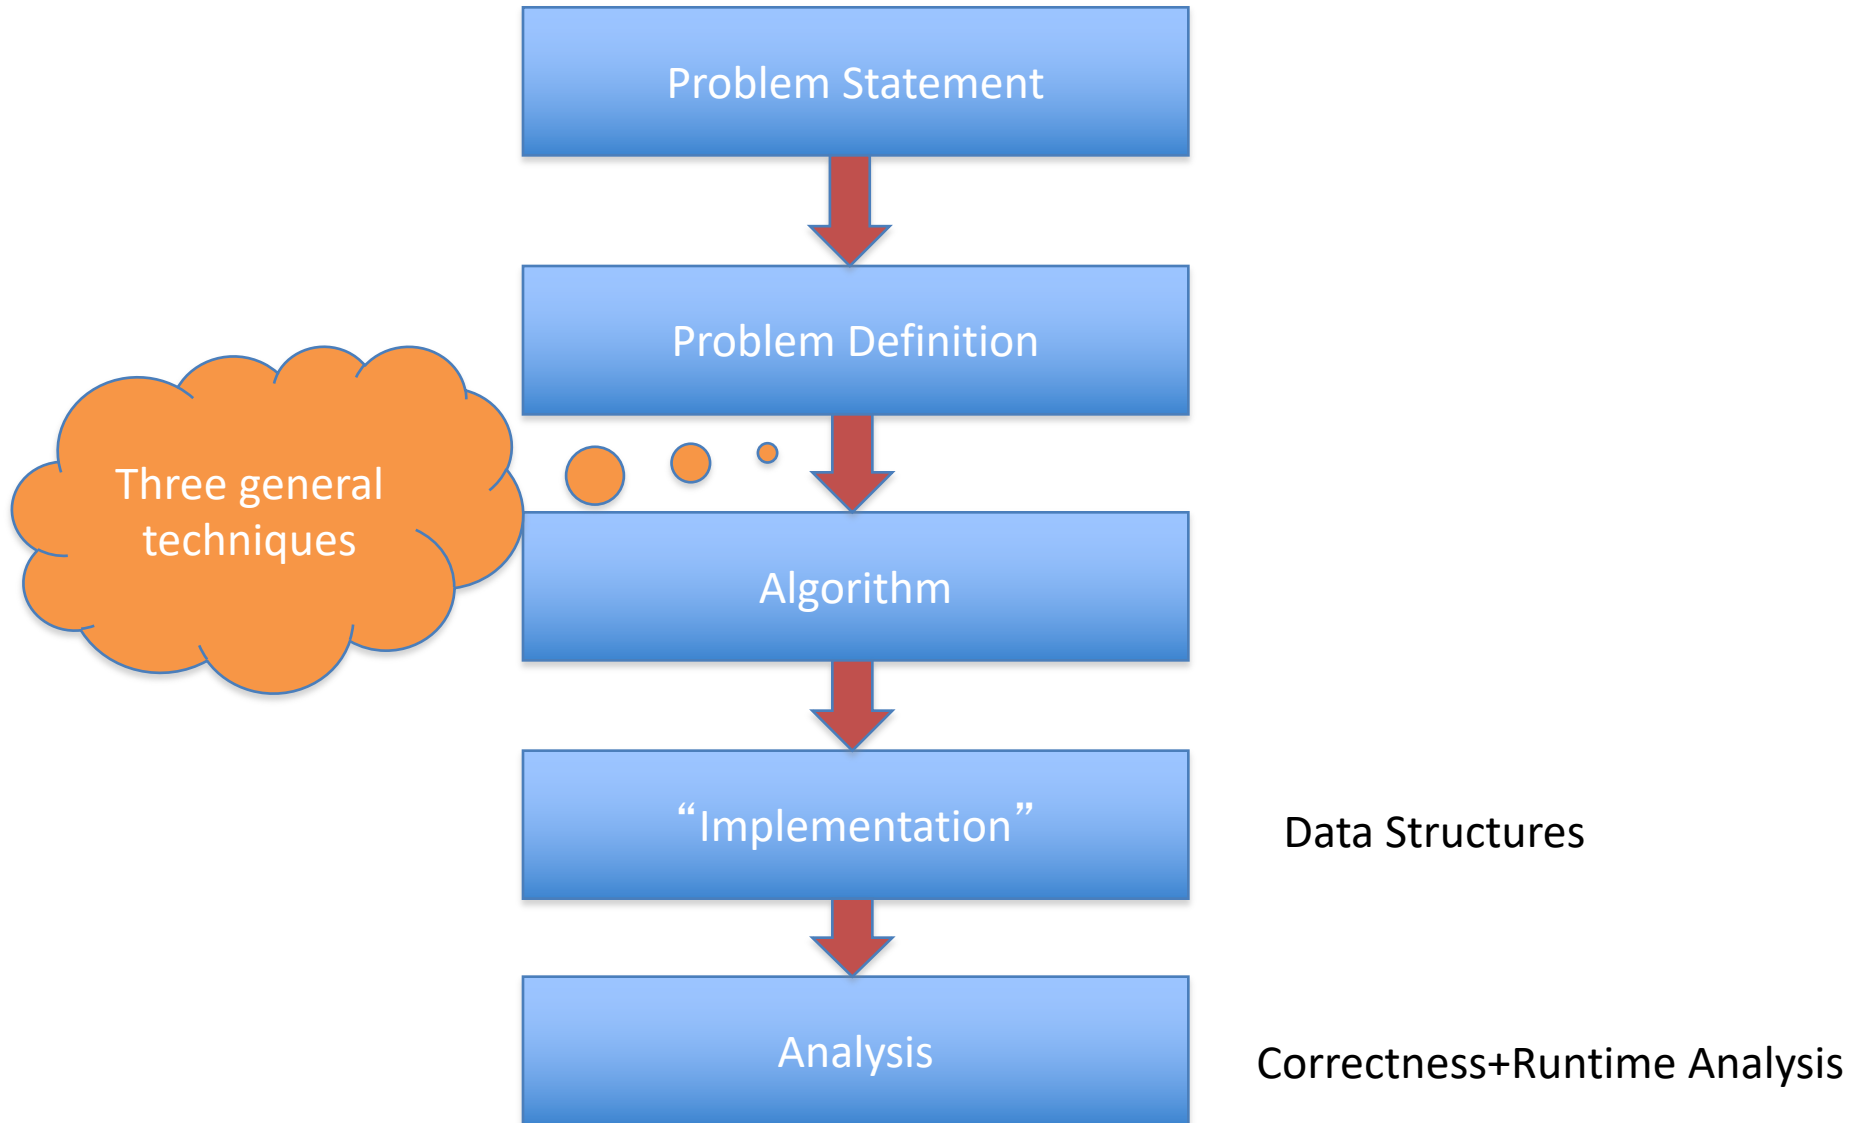 Problem Statement
Problem Definition
Three general
techniques
Algorithm
“Implementation”
Data Structures
Analysis
Correctness+Runtime Analysis